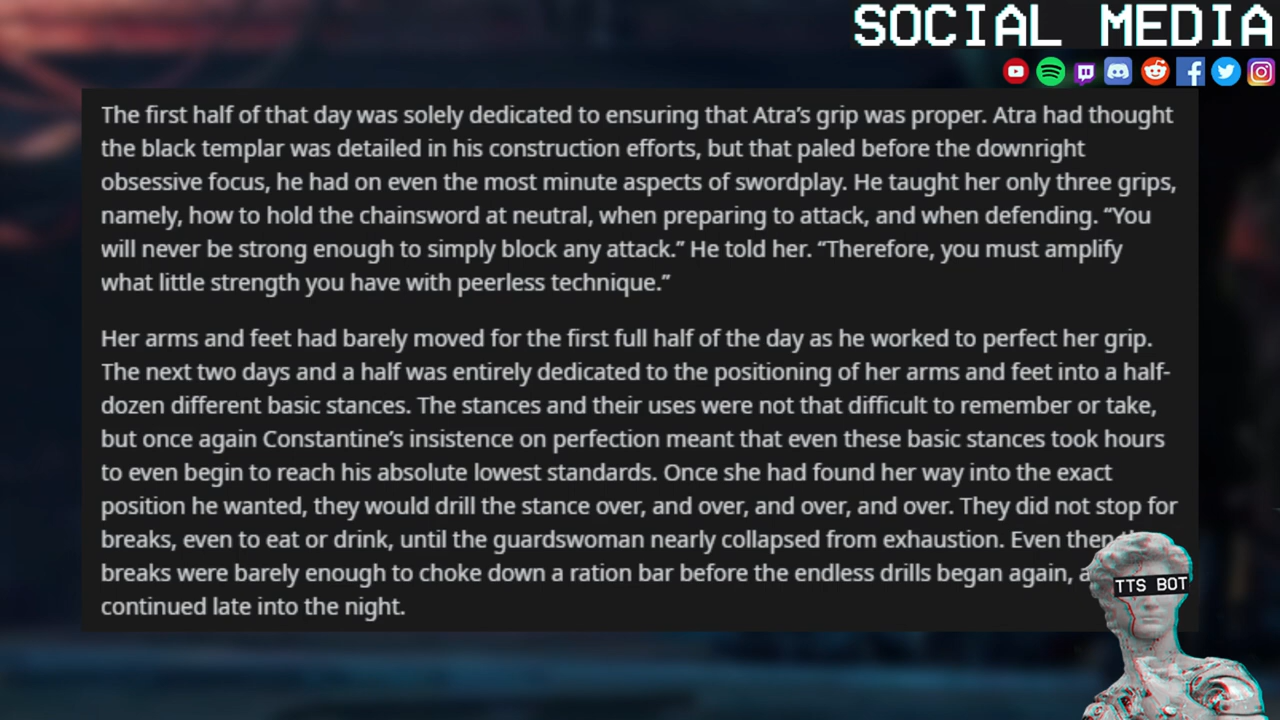 SOCIAL MEDIA
The first half of that day was solely dedicated to ensuring that Atra’s grip was proper. Atra had thought
the black templar was detailed in his construction efforts, but that paled before the downright
obsessive focus, he had on even the most minute aspects of swordplay. He taught her only three grips,
namely, how to hold the chainsword at neutral, when preparing to attack, and when defending. “You
will never be strong enough to simply block any attack.” He told her. “Therefore, you must amplify
what little strength you have with peerless technique.”
Her arms and feet had barely moved for the first full half of the day as he worked to perfect her grip.
The next two days and a half was entirely dedicated to the positioning of her arms and feet into a half-
dozen different basic stances. The stances and their uses were not that difficult to remember or take,
but once again Constantine’s insistence on perfection meant that even these basic stances took hours
to even begin to reach his absolute lowest standards. Once she had found her way into the exact
position he wanted, they would drill the stance over, and over, and over, and over. They did not stop for
breaks, even to eat or drink, until the guardswoman nearly collapsed from exhaustion. Even then
breaks were barely enough to choke down a ration bar before the endless drills began again,
continued late into the night.
TTS BOT